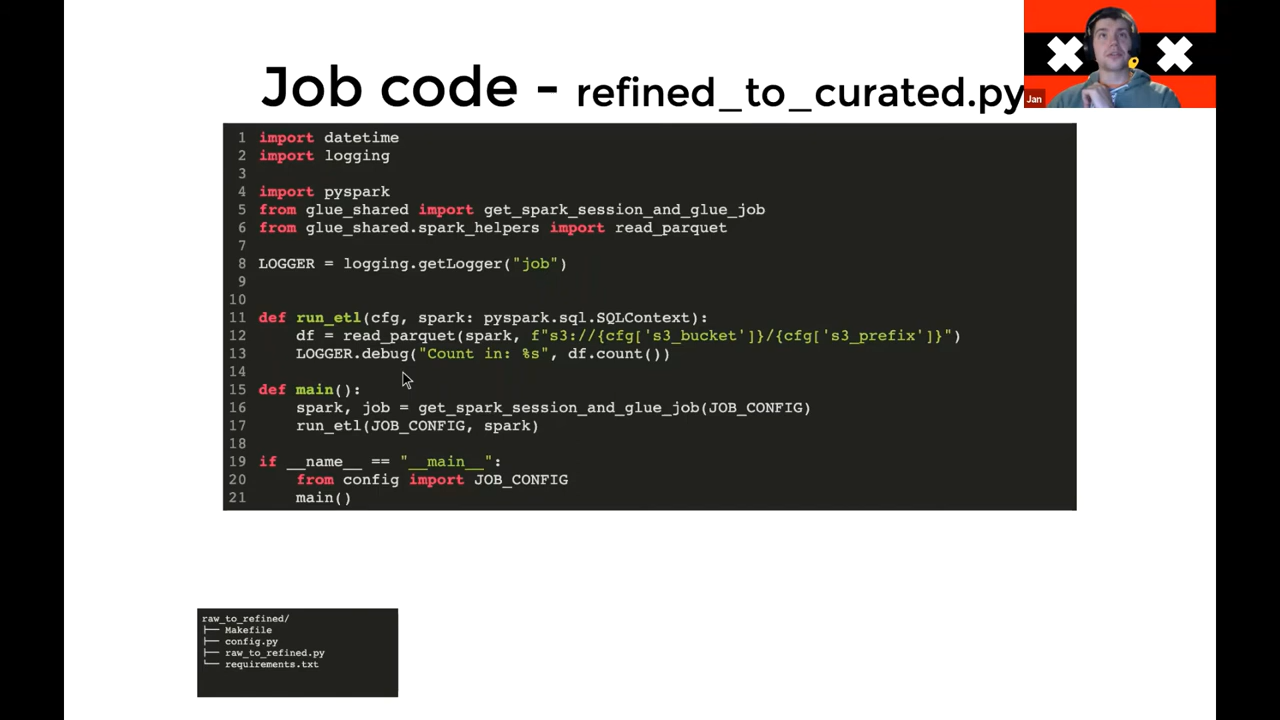 Job code - refined_to_curated.py
Jan
1 import datetime
2 import logging
3
4 import pyspark
5 from glue_shared import get_spark_session_and_glue_job
6 from glue_shared.spark_helpers import read_parquet
7
8 LOGGER = logging.getLogger("job")
9
10
11 def run_etl(cfg, spark: pyspark.sql.SQLContext):
12     df = read_parquet(spark, f"s3://{cfg['s3_bucket']}/{cfg['s3_prefix']}")
13     LOGGER.debug("Count in: %s", df.count())
14
15 def main():
16     spark, job = get_spark_session_and_glue_job(JOB_CONFIG)
17     run_etl(JOB_CONFIG, spark)
18
19 if __name__ == "__main__":
20     from config import JOB_CONFIG
21     main()
raw_to_refined/
├── Makefile
├── config.py
├── raw_to_refined.py
└── requirements.txt